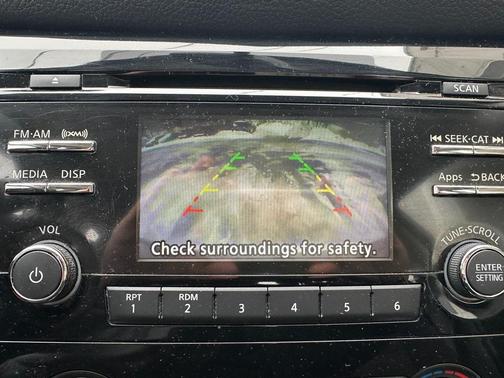 SCAN
FM·AM ((XM))
SEEK·CAT
MEDIA DISP
Apps BACK
VOL
TUNE·SCROLL
Check surroundings for safety.
ENTER
SETTING
RPT RDM
1 2 3 4 5 6